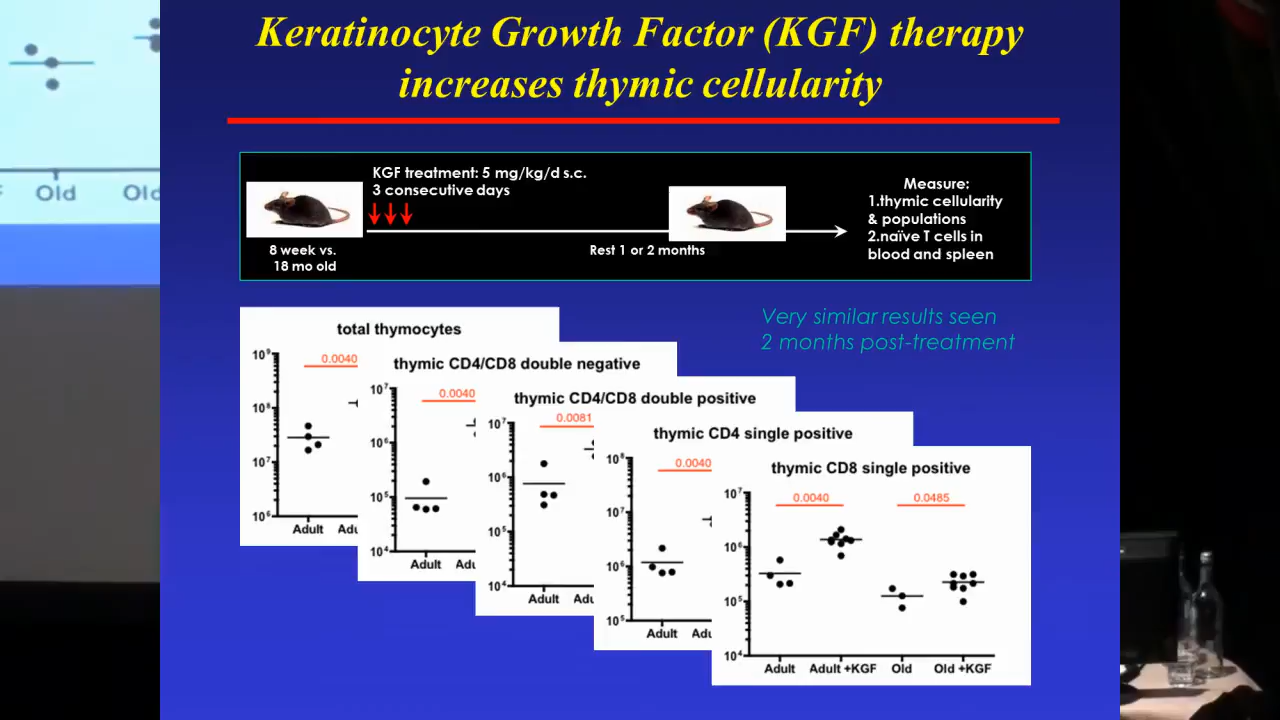 Keratinocyte Growth Factor (KGF) therapy
increases thymic cellularity
KGF treatment: 5 mg/kg/d s.c.
3 consecutive days
8 week vs.
18 mo old
Rest 1 or 2 months
Measure:
1.thymic cellularity
& populations
2.naïve T cells in
blood and spleen
Very similar results seen
2 months post-treatment
total thymocytes
0.0040
10⁹
10⁸
10⁷
10⁶
Adult
thymic CD4/CD8 double negative
0.0040
10⁷
10⁶
10⁵
10⁴
Adult
thymic CD4/CD8 double positive
0.0081
10⁷
10⁶
10⁵
10⁴
Adult
thymic CD4 single positive
0.0040
10⁸
10⁷
10⁶
10⁵
Adult
thymic CD8 single positive
0.0040 0.0485
10⁷
10⁶
10⁵
10⁴
Adult Adult +KGF Old Old +KGF
Old